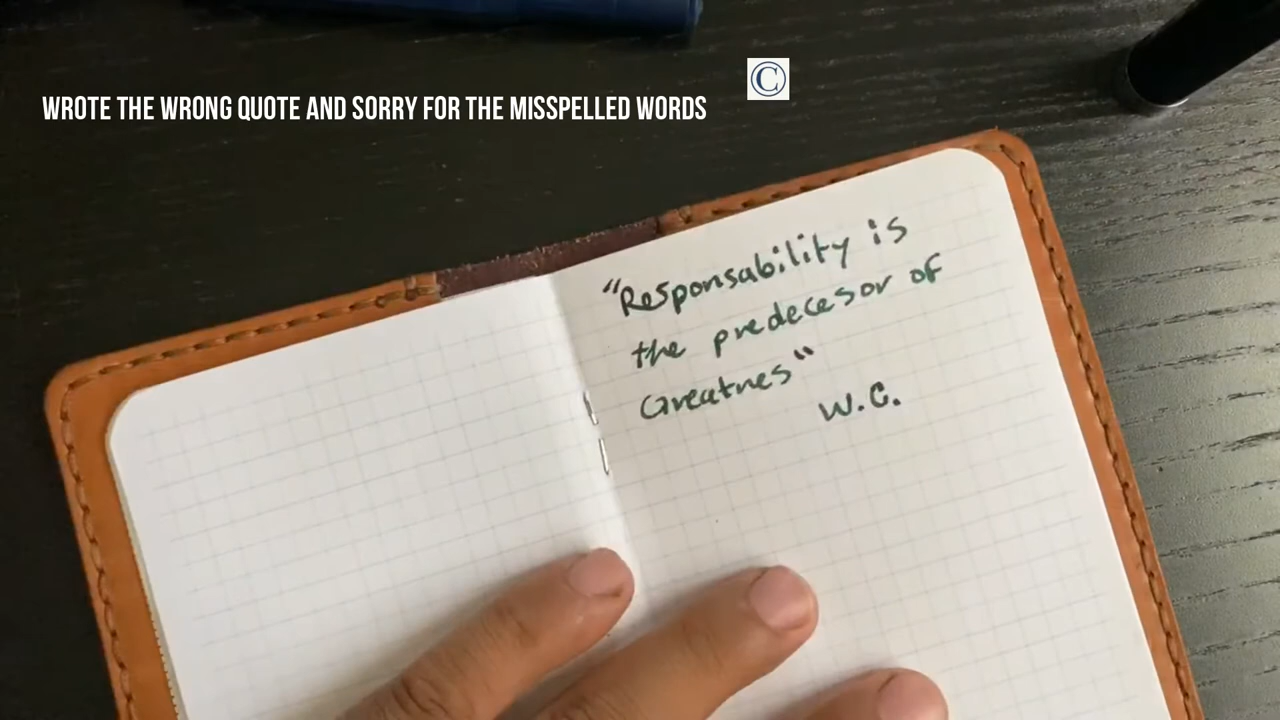 WROTE THE WRONG QUOTE AND SORRY FOR THE MISSPELLED WORDS
©
"Responsability is
the predecesor of
Greatnes"
W.C.